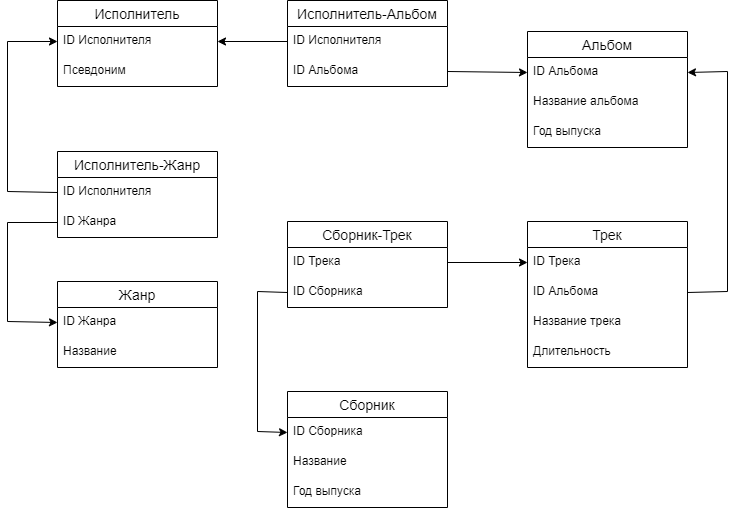 Исполнитель
ID Исполнителя
Псевдоним
Исполнитель-Альбом
ID Исполнителя
ID Альбома
Альбом
ID Альбома
Название альбома
Год выпуска
Исполнитель-Жанр
ID Исполнителя
ID Жанра
Сборник-Трек
ID Трека
ID Сборника
Трек
ID Трека
ID Альбома
Название трека
Длительность
Жанр
ID Жанра
Название
Сборник
ID Сборника
Название
Год выпуска